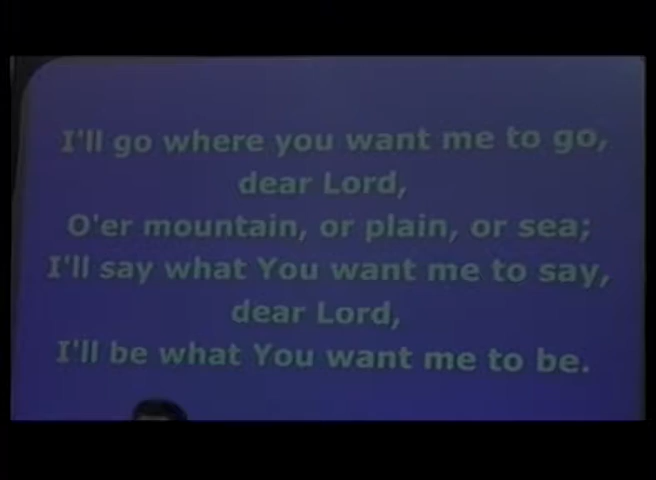 I'll go where you want me to go,
dear Lord,
O'er mountain, or plain, or sea;
I'll say what You want me to say,
dear Lord,
I'll be what You want me to be.